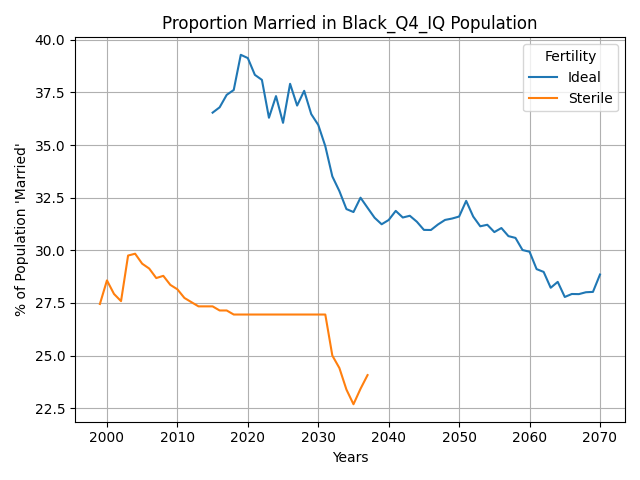 Proportion Married in Black_Q4_IQ Population
40.0
37.5
35.0
32.5
30.0
27.5
25.0
22.5
% of Population 'Married'
Fertility
Ideal
Sterile
2000 2010 2020 2030 2040 2050 2060 2070
Years